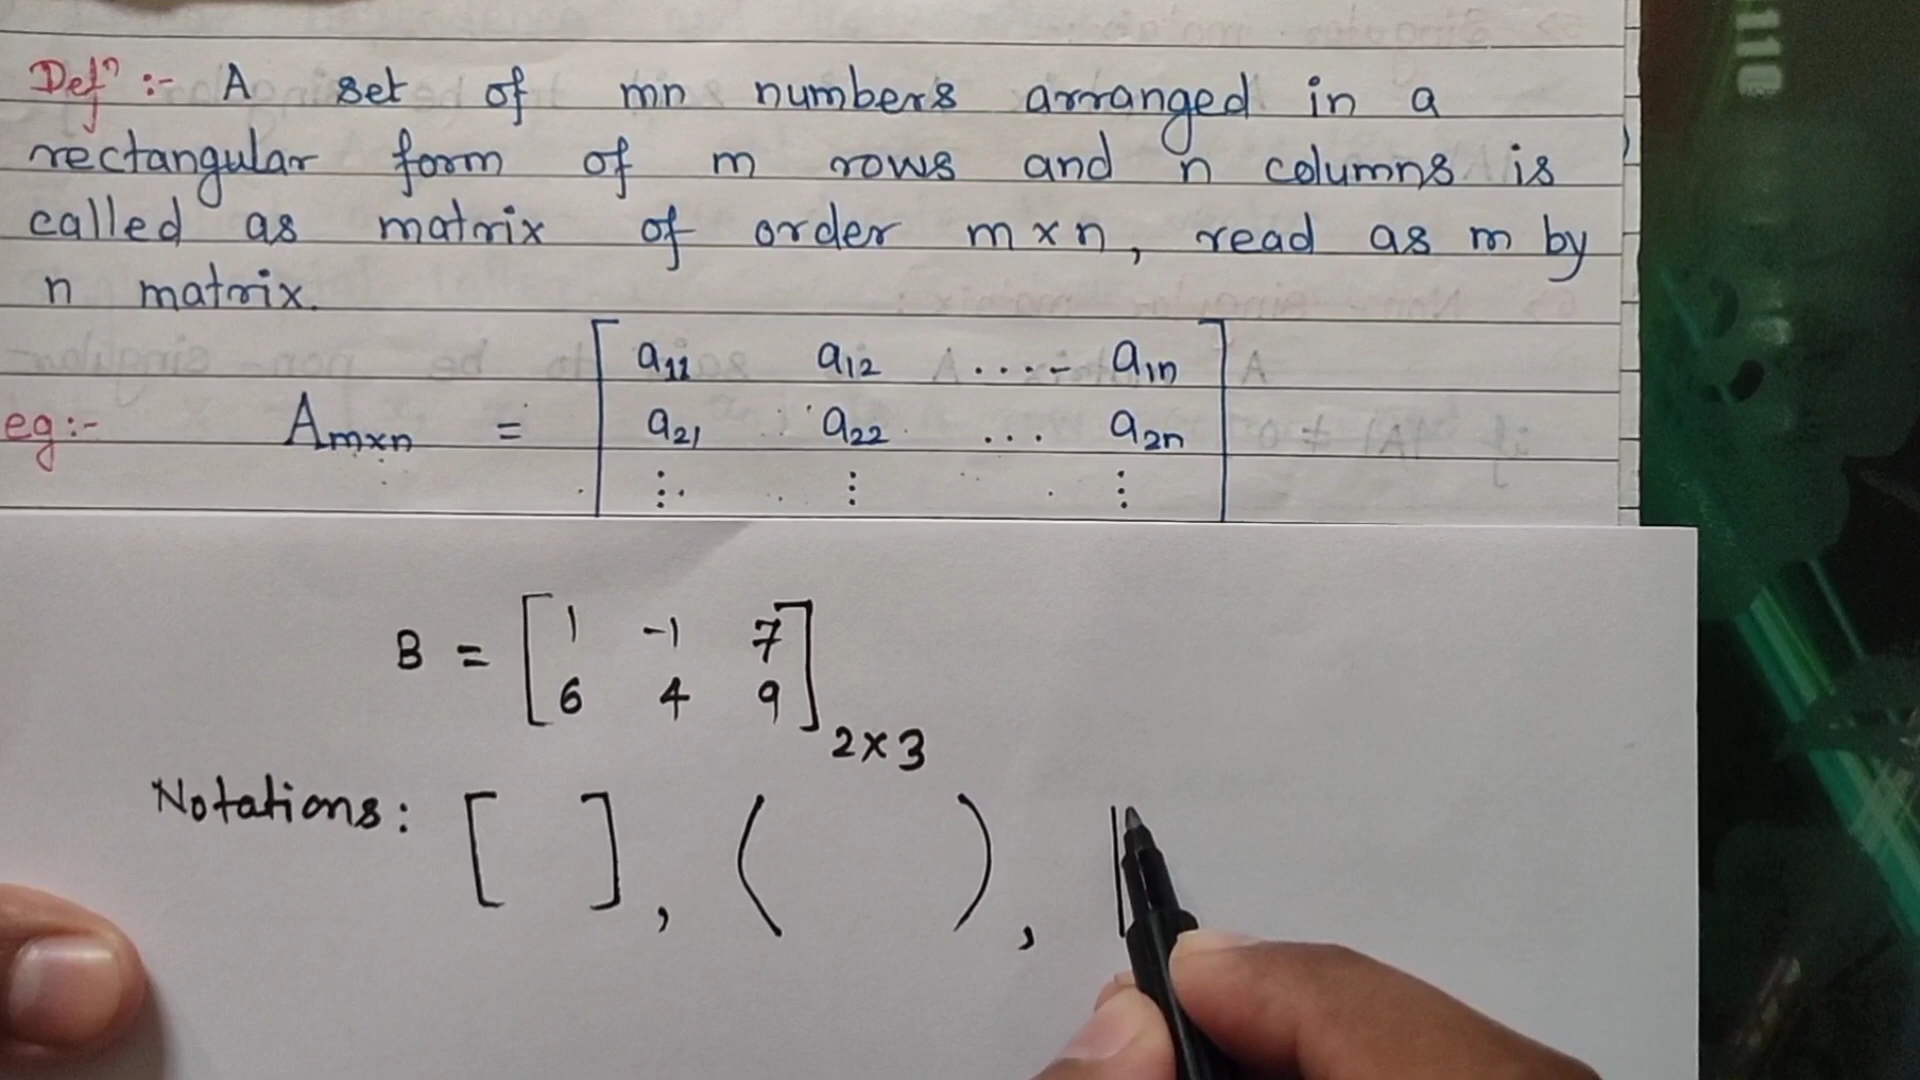 Defⁿ :- A set of mn numbers arranged in a
rectangular form of m rows and n columns is
called as matrix of order m x n, read as m by
n matrix.
eg:- Amxn = [ a11 a12 ..... a1n
a21 a22 ... a2n
⋮ ⋮ ⋮ ]
B = [ 1 -1 7
6 4 9 ] 2x3
Notations: [ ], ( ), ||